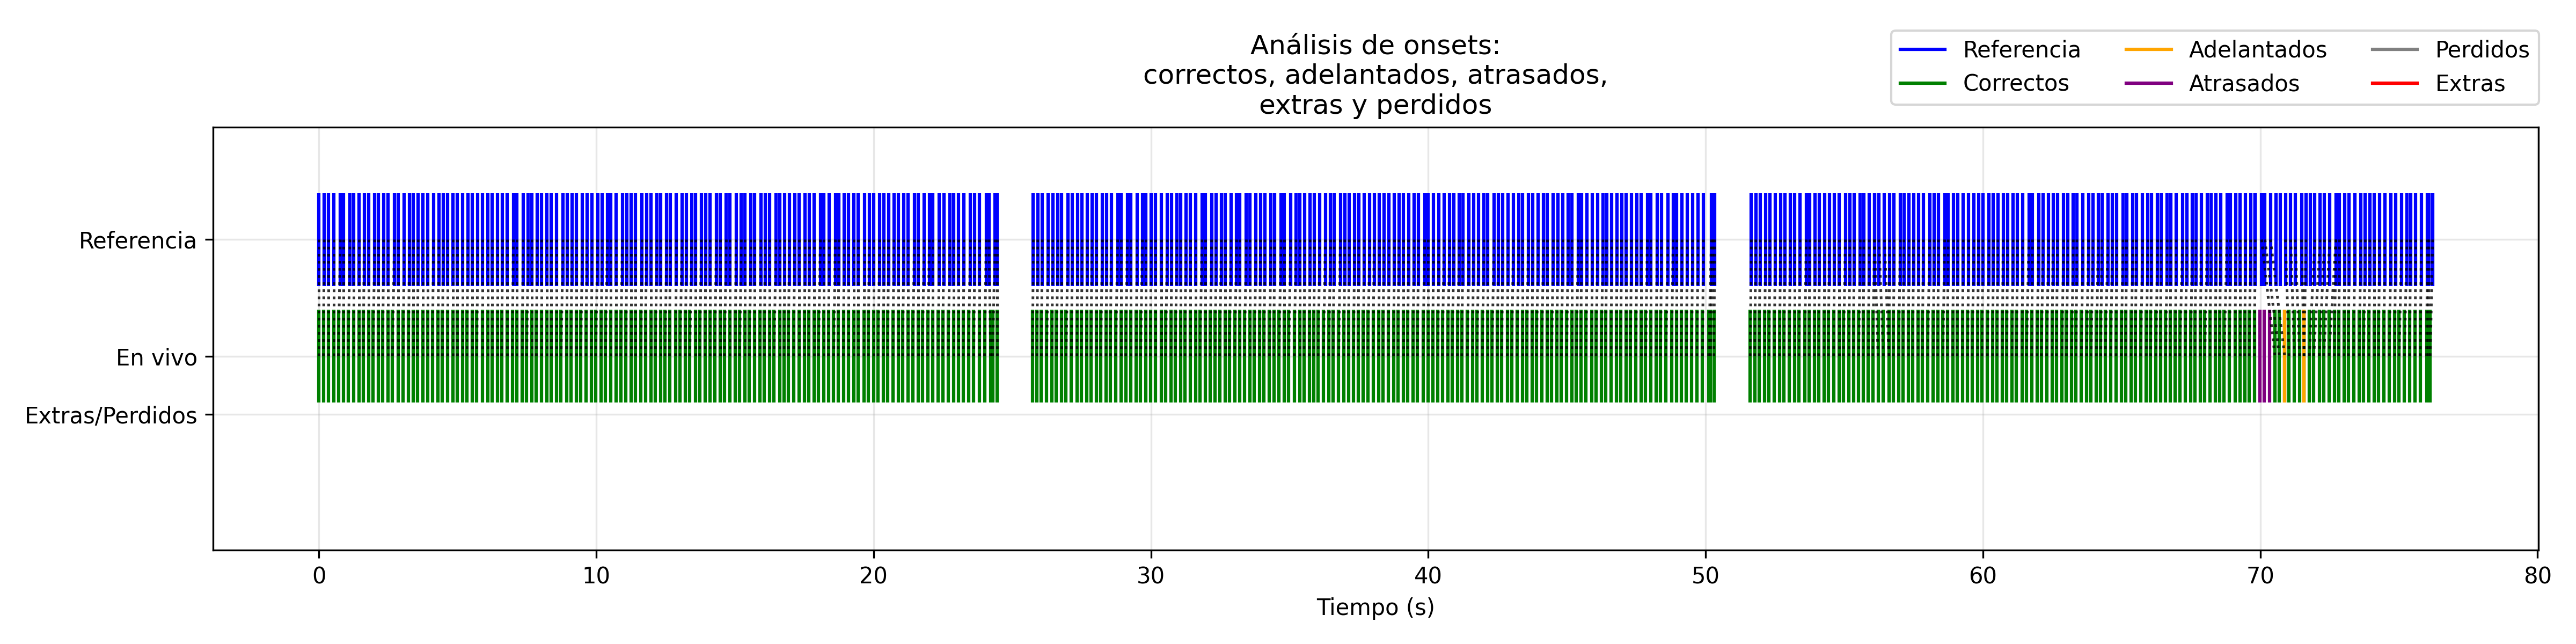 Análisis de onsets:
correctos, adelantados, atrasados,
extras y perdidos
Referencia
Correctos
Adelantados
Atrasados
Perdidos
Extras
Referencia
En vivo
Extras/Perdidos
0 10 20 30 40 50 60 70 80
Tiempo (s)